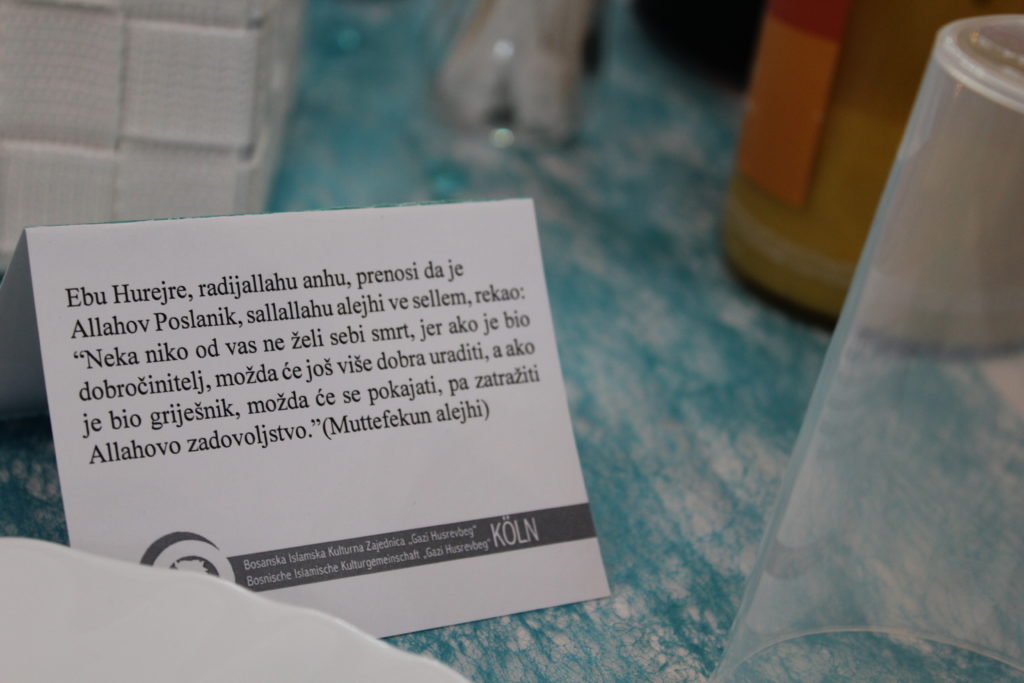 Ebu Hurejre, radijallahu anhu, prenosi da je
Allahov Poslanik, sallallahu alejhi ve sellem, rekao:
“Neka niko od vas ne želi sebi smrt, jer ako je bio
dobročinitelj, možda će još više dobra uraditi, a ako
je bio griješnik, možda će se pokajati, pa zatražiti
Allahovo zadovoljstvo.”(Muttefekun alejhi)
Bosanska Islamska Kulturna Zajednica „Gazi Husrevbeg“
Bosnische Islamische Kulturgemeinschaft „Gazi Husrevbeg“
KÖLN